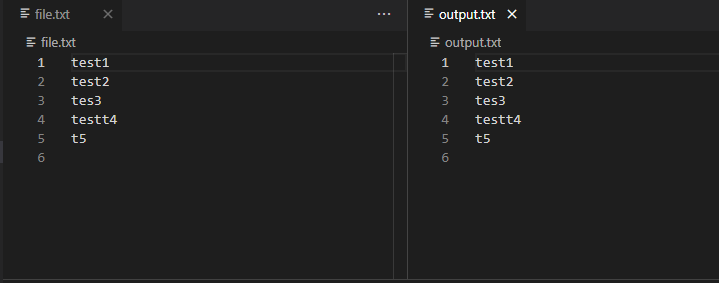 file.txt
file.txt
1 test1
2 test2
3 tes3
4 testt4
5 t5
6
output.txt
output.txt
1 test1
2 test2
3 tes3
4 testt4
5 t5
6